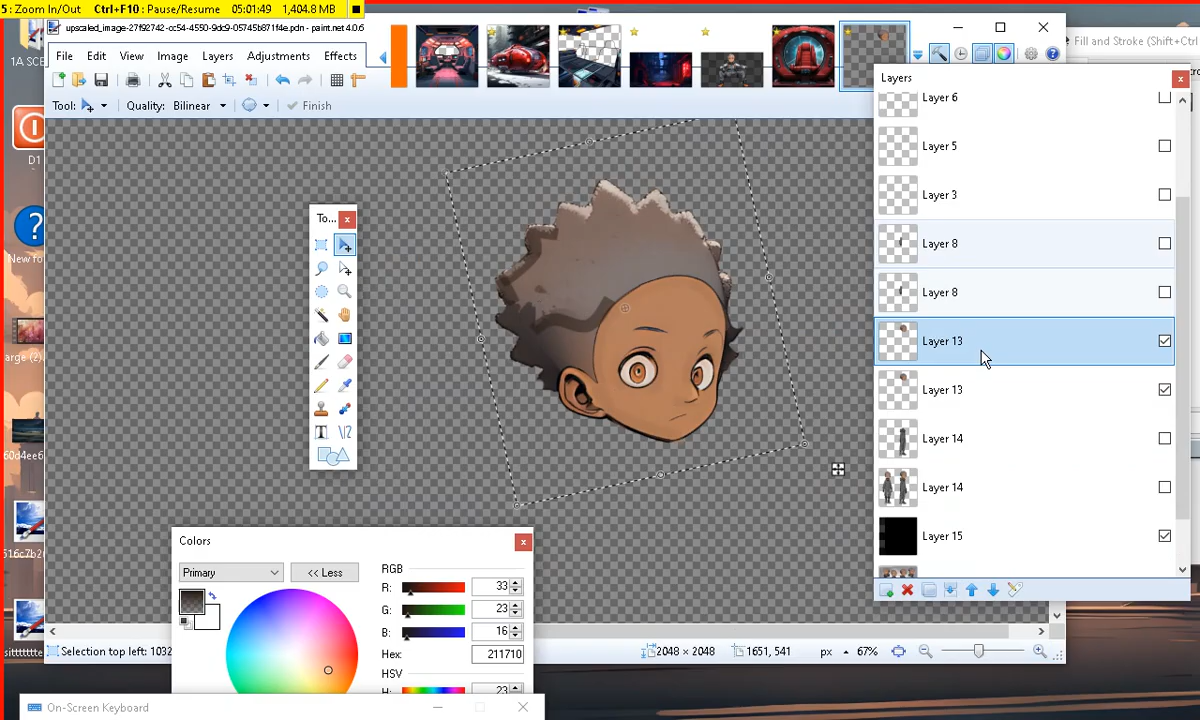 5: Zoom In/Out Ctrl+F10 : Pause/Resume 05:01:49 1,404.8 MB
upscaled_image-27f92742-cc54-4550-9dc9-05745b871f4e.pdn - paint.net 4.0.6
File Edit View Image Layers Adjustments Effects
Fill and Stroke (Shift+Ctrl
1A SCE
Tool: Quality: Bilinear Finish
D1
New fo
arge (2).
60d4ee6
516c7b2
sittttttte
To...
Layers
Layer 6
Layer 5
Layer 3
Layer 8
Layer 8
Layer 13
Layer 13
Layer 14
Layer 14
Layer 15
Colors
Primary
<< Less
RGB
R: 33
G: 23
B: 16
Hex: 211710
HSV
H: 23
Selection top left: 1032
2048 × 2048 1651, 541 px 67%
On-Screen Keyboard